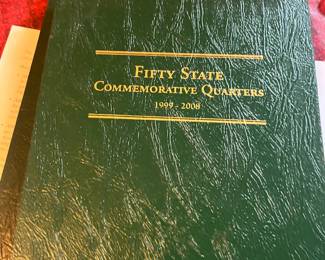 FIFTY STATE
COMMEMORATIVE QUARTERS
1999 - 2008